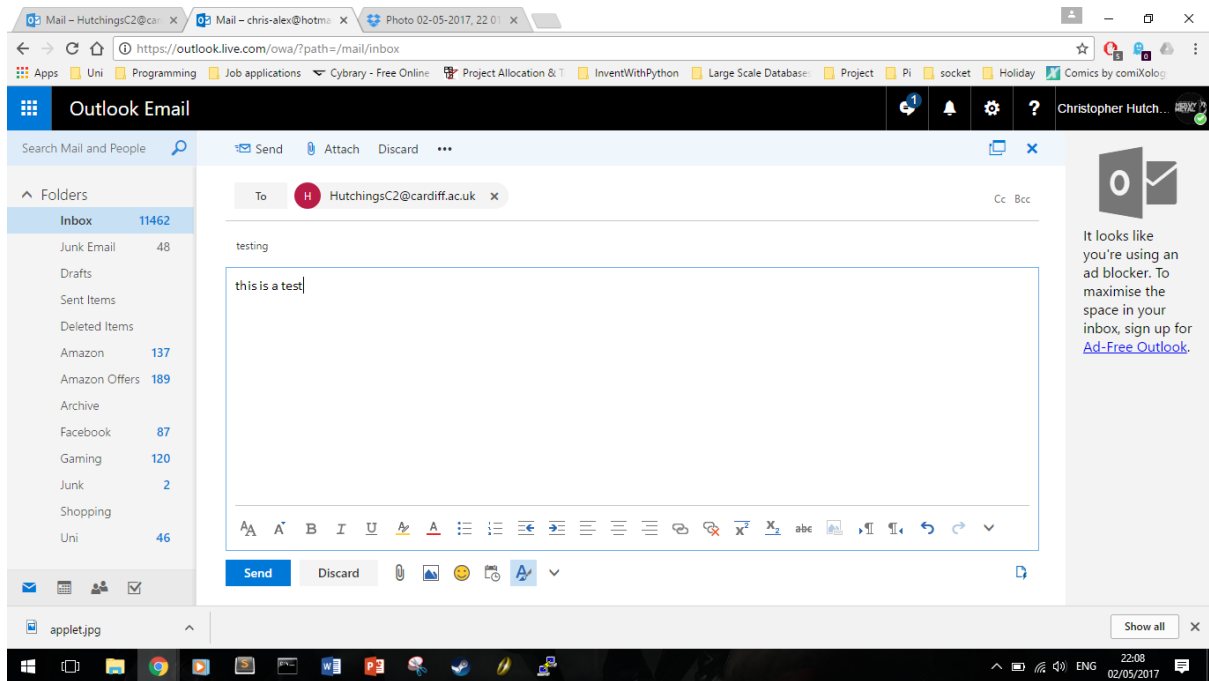 Mail – HutchingsC2@car
Mail – chris-alex@hotma
Photo 02-05-2017, 22 01
https://outlook.live.com/owa/?path=/mail/inbox
Apps Uni Programming Job applications Cybrary - Free Online Project Allocation & T InventWithPython Large Scale Databases Project Pi socket Holiday Comics by comiXolog
Outlook Email
1
?
Christopher Hutch...
Search Mail and People
Send Attach Discard •••
Folders
Inbox 11462
Junk Email 48
Drafts
Sent Items
Deleted Items
Amazon 137
Amazon Offers 189
Archive
Facebook 87
Gaming 120
Junk 2
Shopping
Uni 46
To H HutchingsC2@cardiff.ac.uk
Cc Bcc
testing
this is a test
Send Discard
It looks like
you're using an
ad blocker. To
maximise the
space in your
inbox, sign up for
Ad-Free Outlook.
applet.jpg
Show all
ENG
22:08
02/05/2017